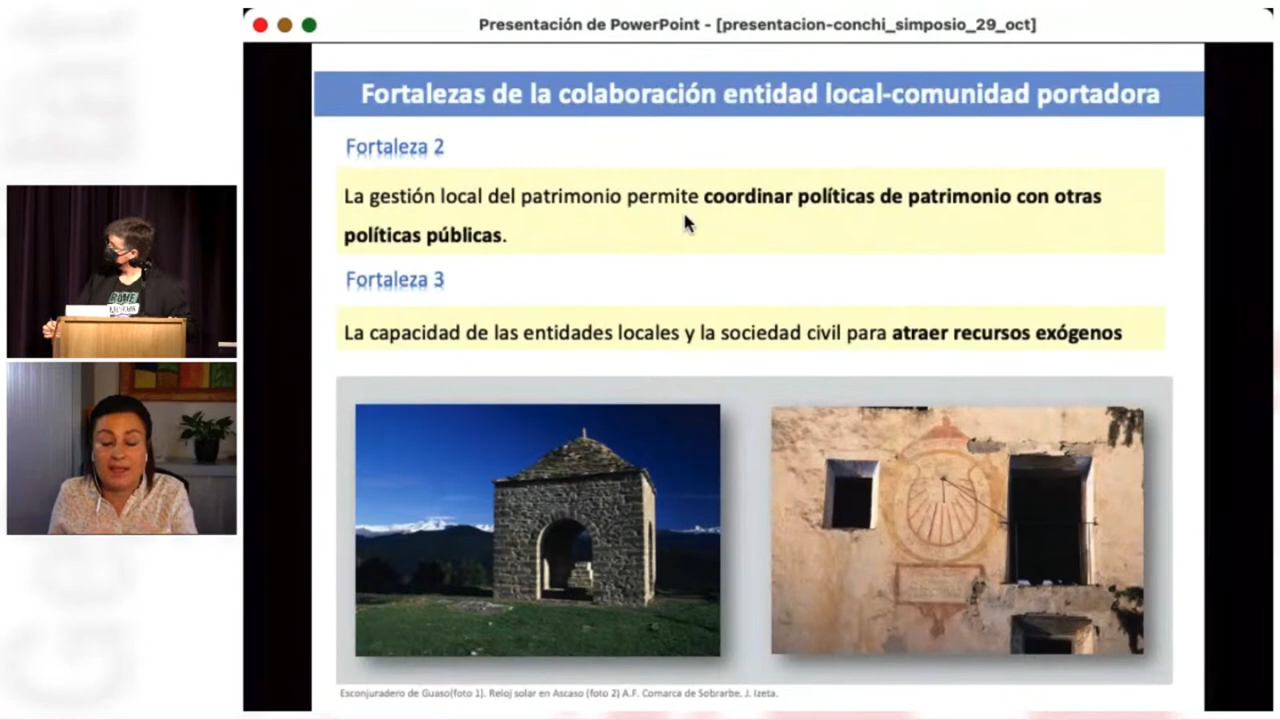 Presentación de PowerPoint - [presentacion-conchi_simposio_29_oct]
Fortalezas de la colaboración entidad local-comunidad portadora
Fortaleza 2
La gestión local del patrimonio permite coordinar políticas de patrimonio con otras
políticas públicas.
Fortaleza 3
La capacidad de las entidades locales y la sociedad civil para atraer recursos exógenos
Esconjuradero de Guaso(foto 1). Reloj solar en Ascaso (foto 2) A.F. Comarca de Sobrarbe. J. Izeta.